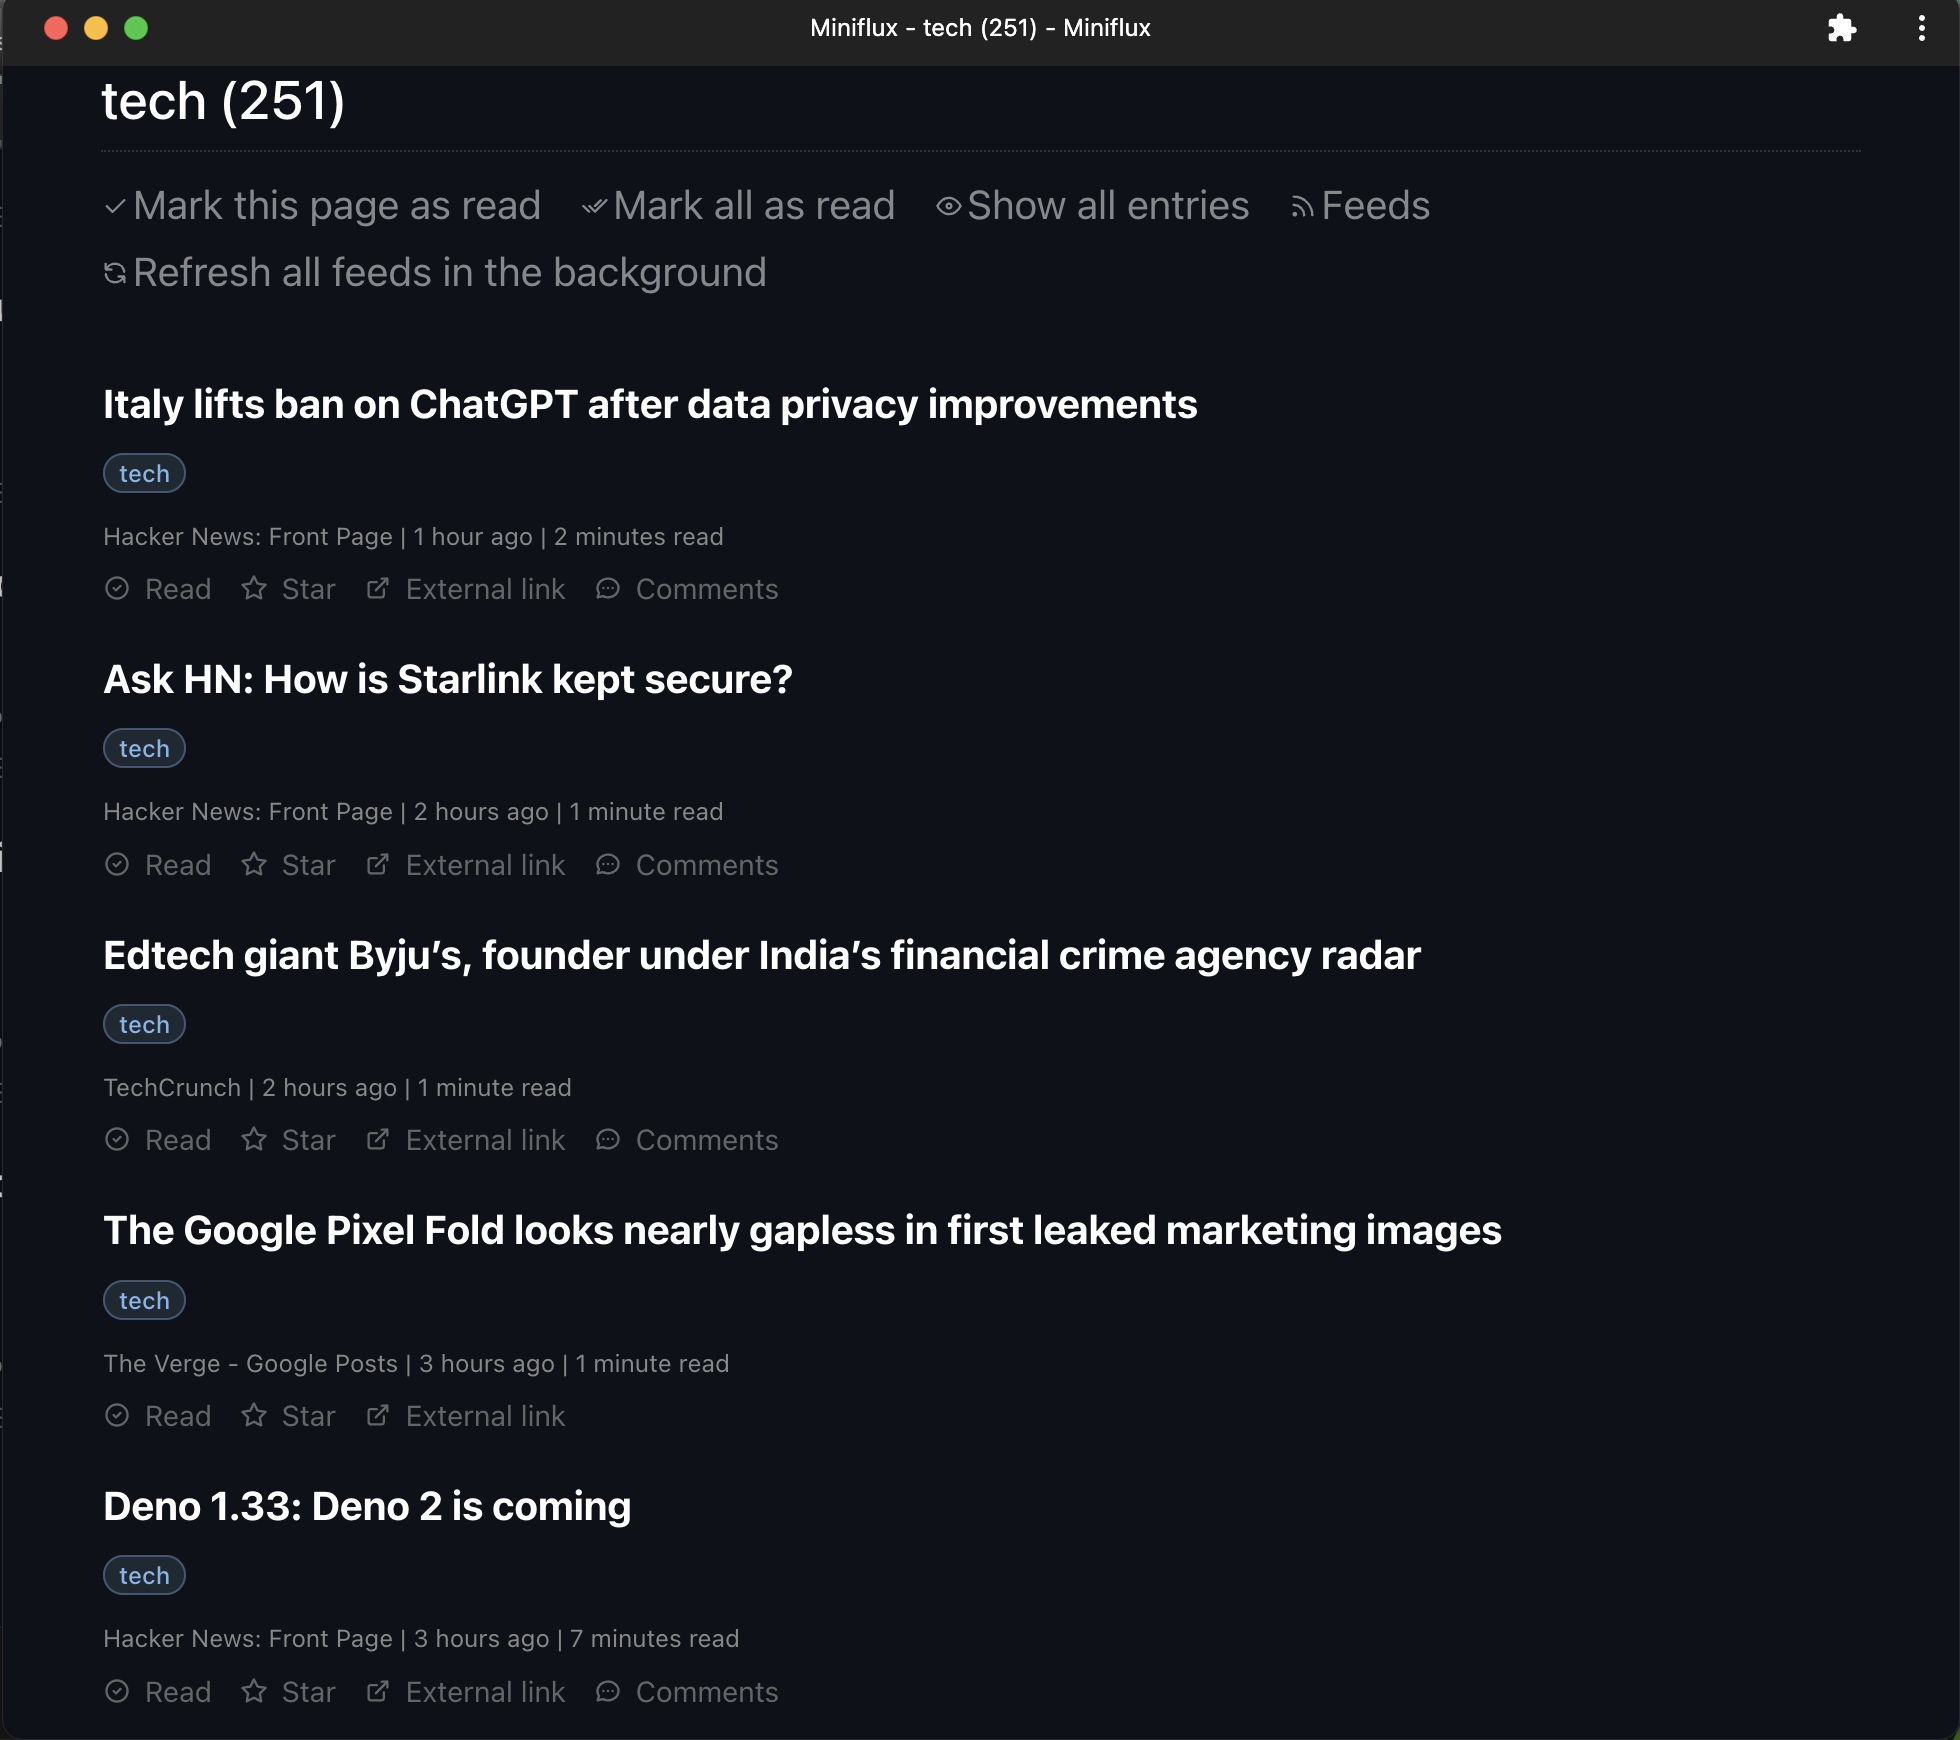 Miniflux - tech (251) - Miniflux
tech (251)
Mark this page as read Mark all as read Show all entries Feeds
Refresh all feeds in the background
Italy lifts ban on ChatGPT after data privacy improvements
tech
Hacker News: Front Page | 1 hour ago | 2 minutes read
Read Star External link Comments
Ask HN: How is Starlink kept secure?
tech
Hacker News: Front Page | 2 hours ago | 1 minute read
Read Star External link Comments
Edtech giant Byju’s, founder under India’s financial crime agency radar
tech
TechCrunch | 2 hours ago | 1 minute read
Read Star External link Comments
The Google Pixel Fold looks nearly gapless in first leaked marketing images
tech
The Verge - Google Posts | 3 hours ago | 1 minute read
Read Star External link
Deno 1.33: Deno 2 is coming
tech
Hacker News: Front Page | 3 hours ago | 7 minutes read
Read Star External link Comments